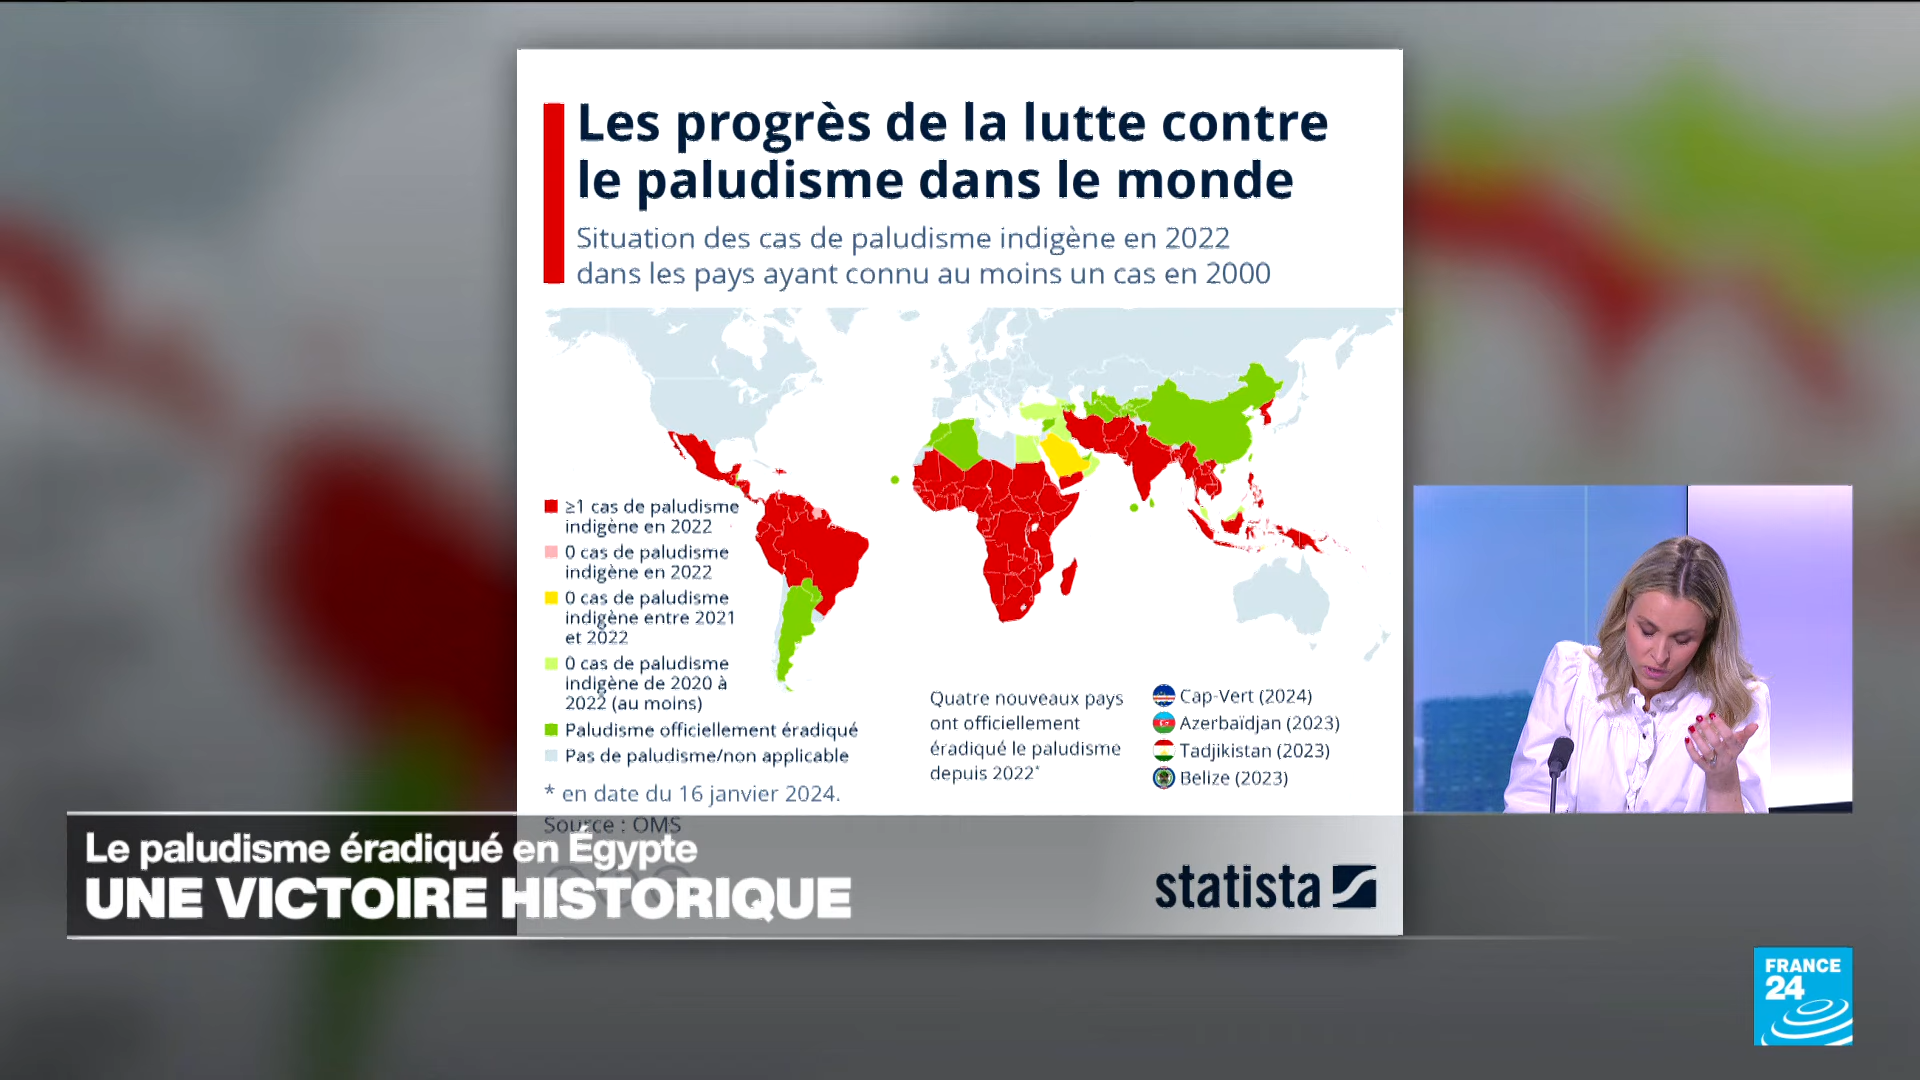 Les progrès de la lutte contre
le paludisme dans le monde
Situation des cas de paludisme indigène en 2022
dans les pays ayant connu au moins un cas en 2000
≥1 cas de paludisme
indigène en 2022
0 cas de paludisme
indigène en 2022
0 cas de paludisme
indigène entre 2021
et 2022
0 cas de paludisme
indigène de 2020 à
2022 (au moins)
Paludisme officiellement éradiqué
Pas de paludisme/non applicable
Quatre nouveaux pays
ont officiellement
éradiqué le paludisme
depuis 2022*
Cap-Vert (2024)
Azerbaïdjan (2023)
Tadjikistan (2023)
Belize (2023)
* en date du 16 janvier 2024.
Source : OMS
statista
Le paludisme éradiqué en Égypte
UNE VICTOIRE HISTORIQUE
FRANCE
24